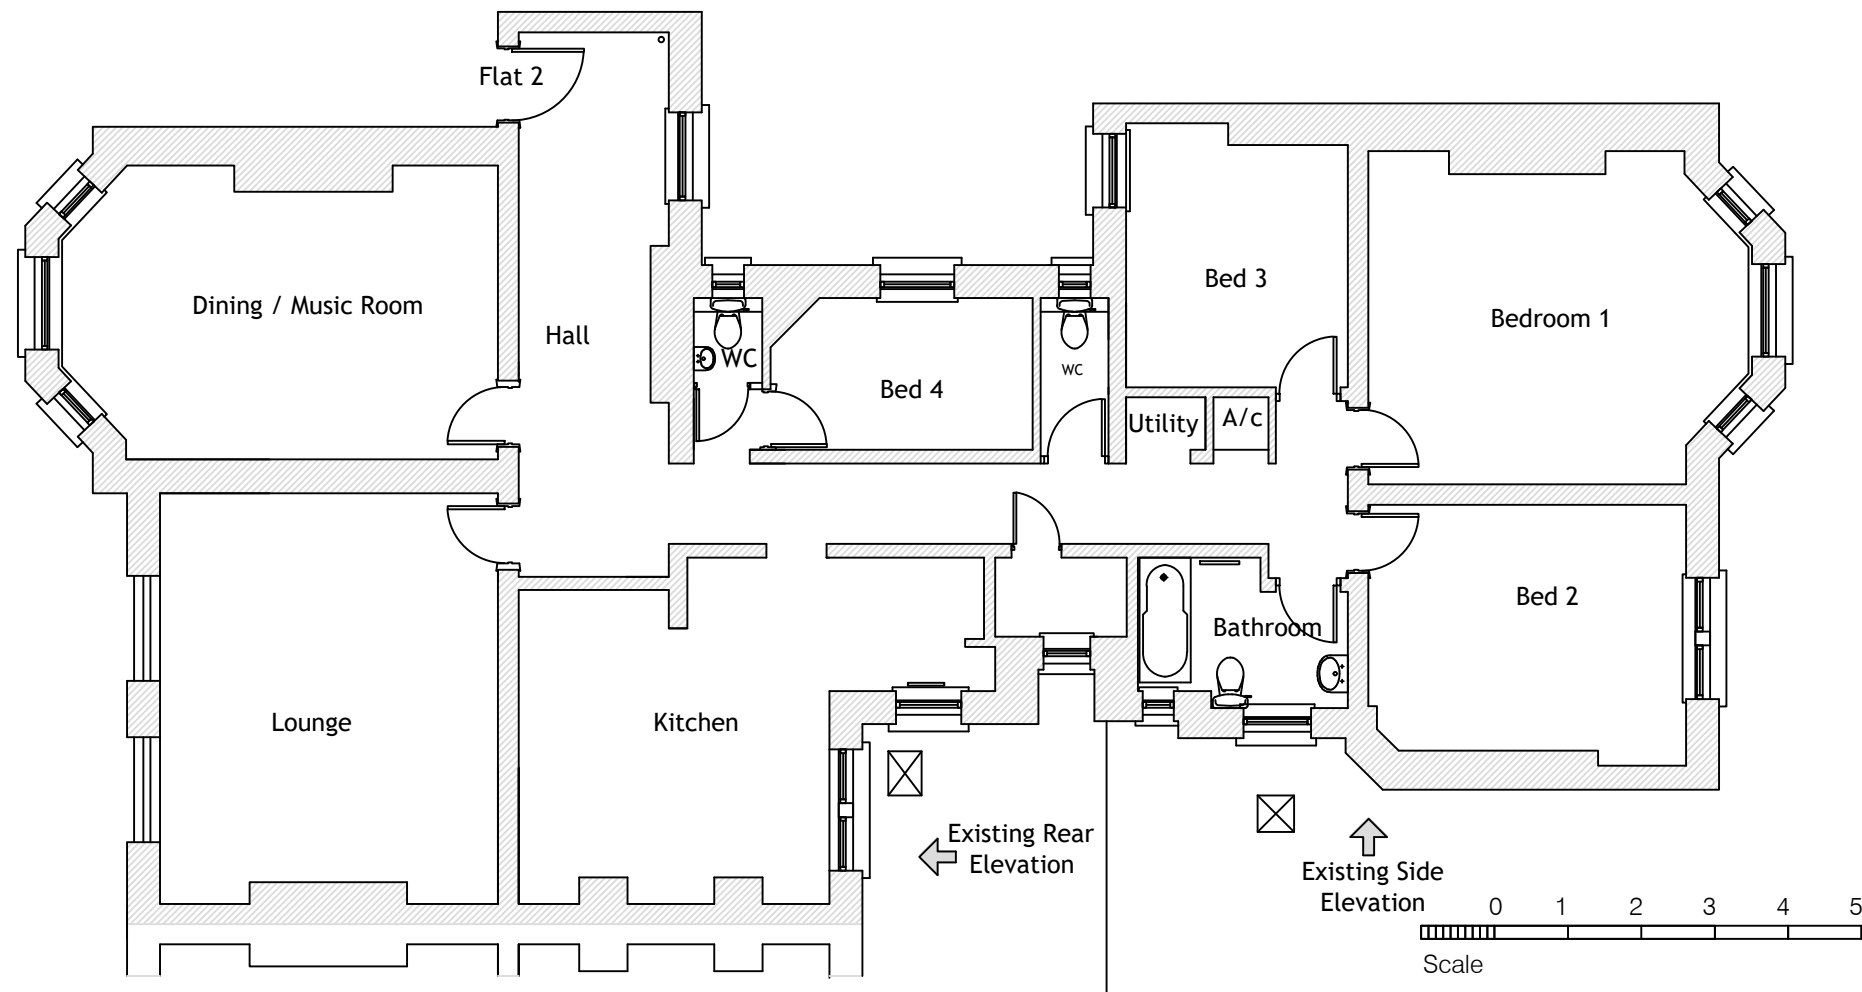 Flat 2
Dining / Music Room
Hall
WC
Bed 4
WC
Utility
A/c
Bed 3
Bedroom 1
Bed 2
Bathroom
Lounge
Kitchen
Existing Rear
Elevation
Existing Side
Elevation
0 1 2 3 4 5
Scale